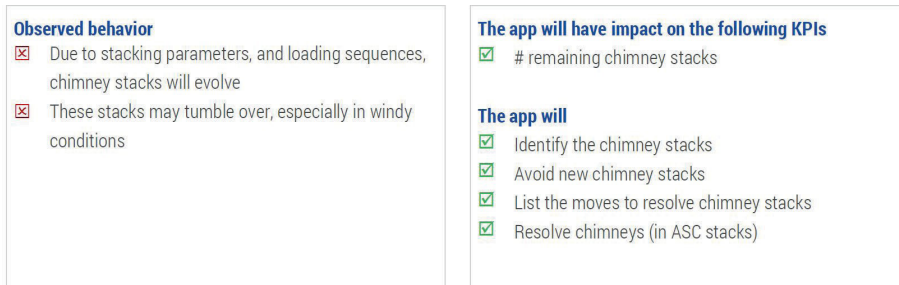 Observed behavior
Due to stacking parameters, and loading sequences,
chimney stacks will evolve
These stacks may tumble over, especially in windy
conditions
The app will have impact on the following KPIs
# remaining chimney stacks
The app will
Identify the chimney stacks
Avoid new chimney stacks
List the moves to resolve chimney stacks
Resolve chimneys (in ASC stacks)